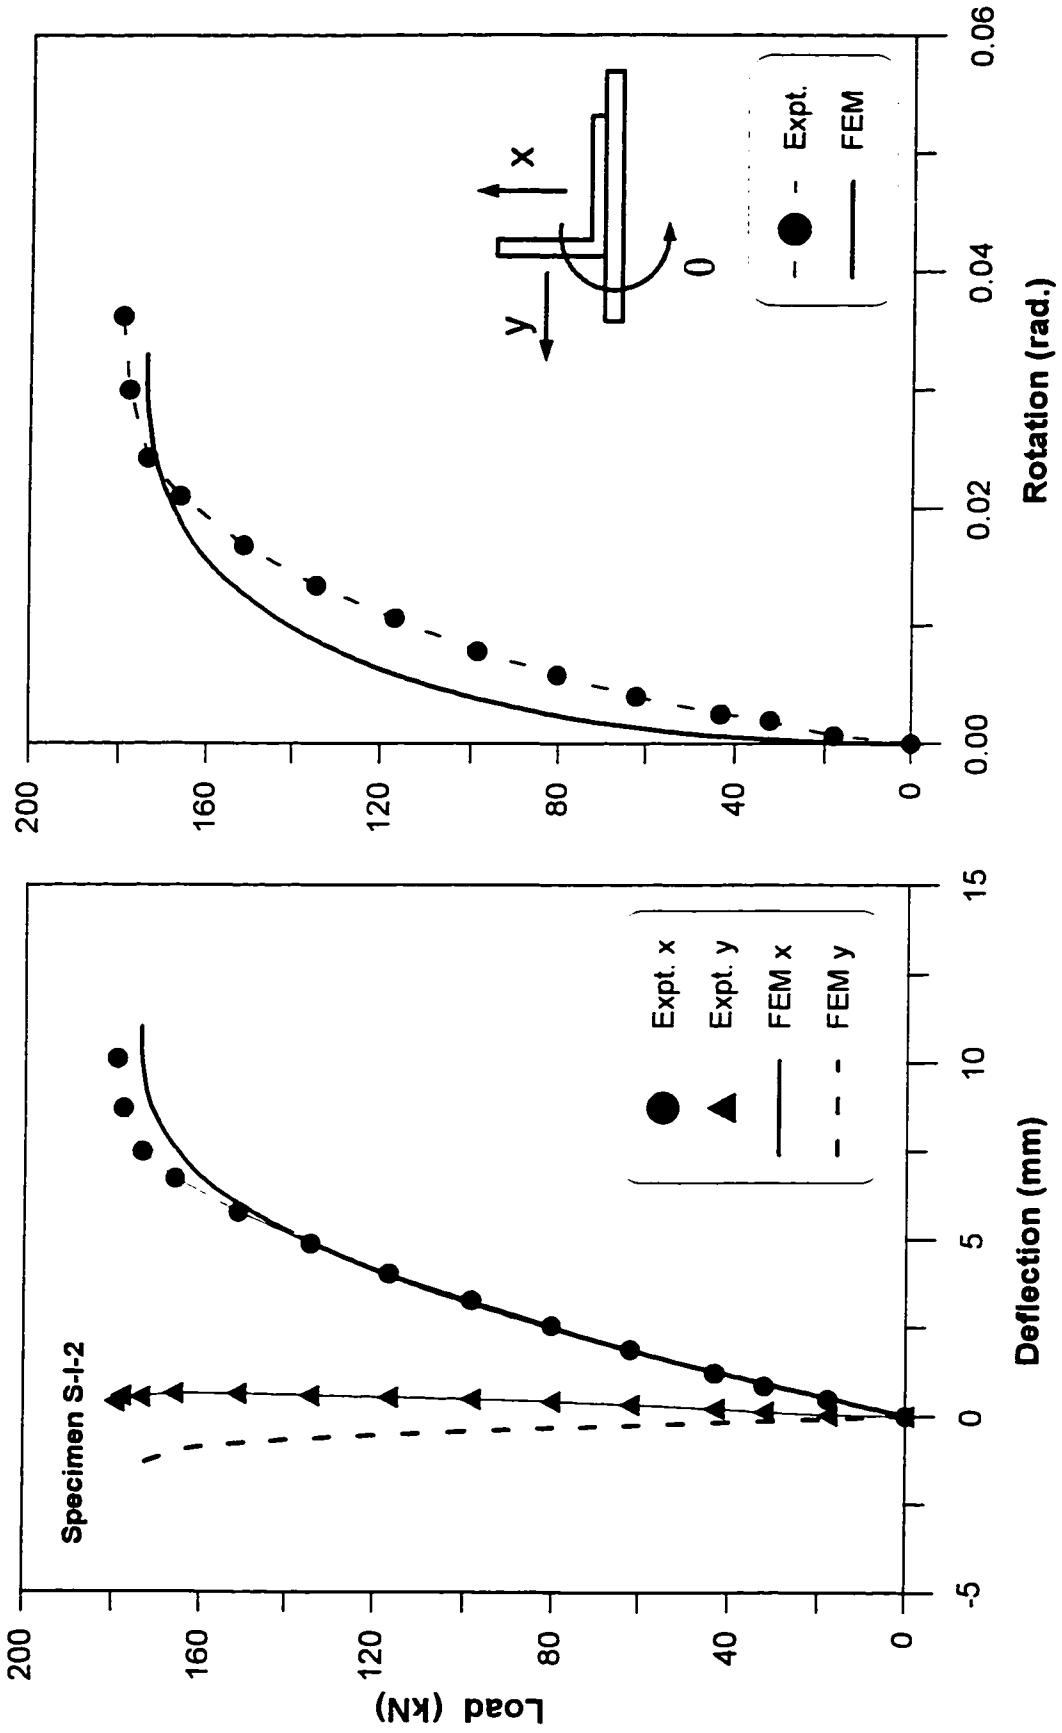 Specimen S-I-2
Load (kN)
200
160
120
80
40
0
-5
0
5
10
15
Deflection (mm)
Expt. x
Expt. y
FEM x
FEM y
200
160
120
80
40
0
0.00
0.02
0.04
0.06
Rotation (rad.)
y
x
θ
Expt.
FEM